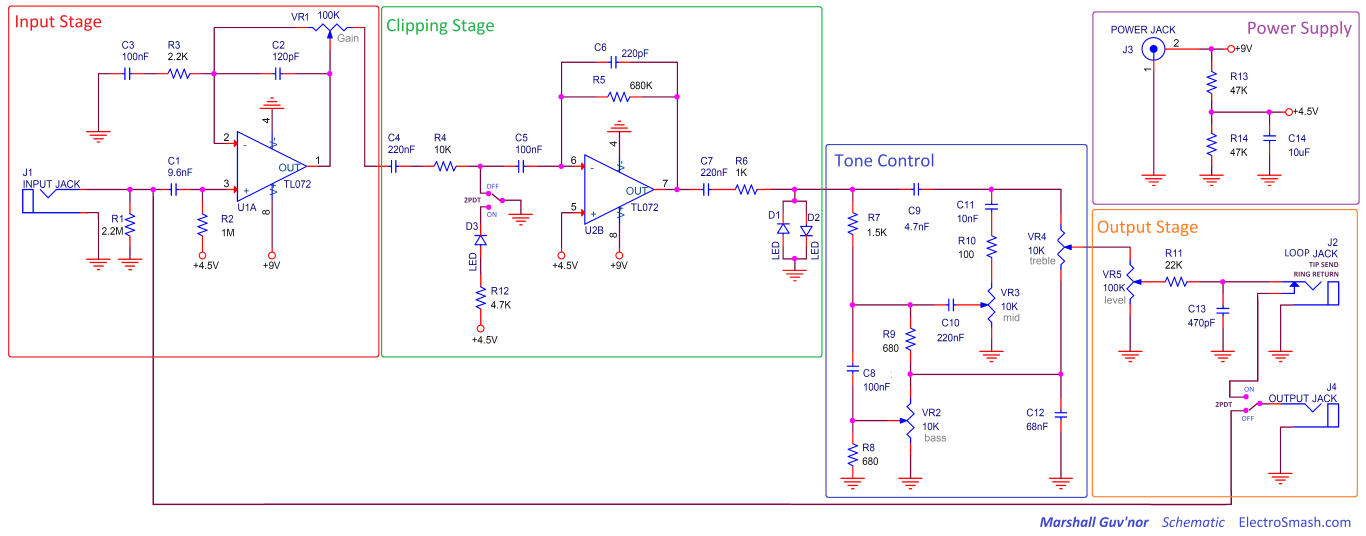 Input Stage
VR1 100K
Gain
C3
100nF
R3
2.2K
C2
120pF
4
V-
2
-
OUT
1
TL072
3
+
V+
U1A
8
+9V
J1
INPUT JACK
C1
9.6nF
R1
2.2M
R2
1M
+4.5V
Clipping Stage
C6
220pF
R5
680K
C4
220nF
R4
10K
C5
100nF
OFF
2PDT
ON
D3
LED
R12
4.7K
+4.5V
4
V-
6
-
OUT
7
TL072
5
+
V+
U2B
8
+4.5V
+9V
C7
220nF
R6
1K
D1
D2
LED
LED
Tone Control
R7
1.5K
C9
4.7nF
C11
10nF
R10
100
VR4
10K
treble
VR3
10K
mid
C10
220nF
R9
680
C8
100nF
VR2
10K
bass
R8
680
C12
68nF
Power Supply
POWER JACK
J3
2
1
+9V
R13
47K
+4.5V
R14
47K
C14
10uF
Output Stage
VR5
100K
level
R11
22K
C13
470pF
J2
LOOP JACK
TIP SEND
RING RETURN
ON
2PDT
OFF
J4
OUTPUT JACK
Marshall Guv'nor Schematic ElectroSmash.com